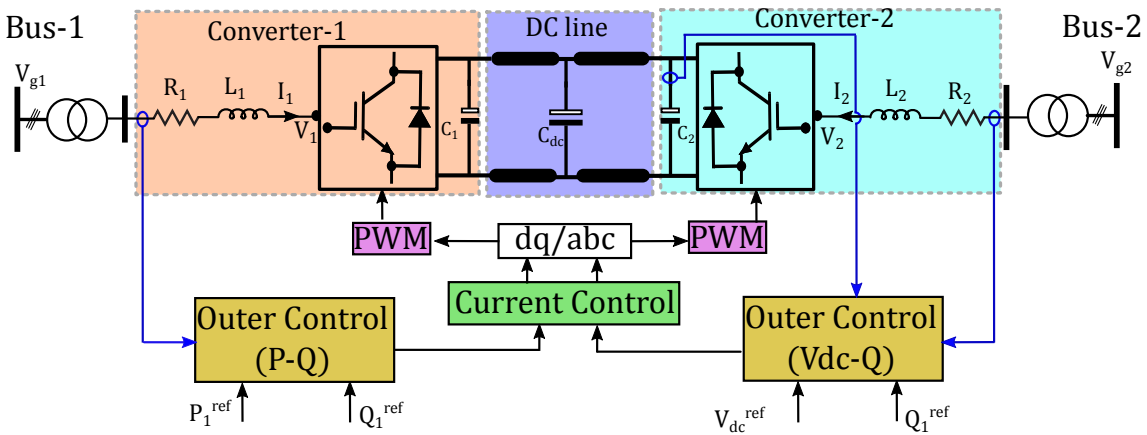 Bus-1
Converter-1
DC line
Converter-2
Bus-2
Vg1
R1
L1
I1
V1
C1
Cdc
C2
I2
V2
L2
R2
Vg2
PWM
dq/abc
PWM
Current Control
Outer Control
(P-Q)
Outer Control
(Vdc-Q)
P1ref
Q1ref
Vdcref
Q1ref